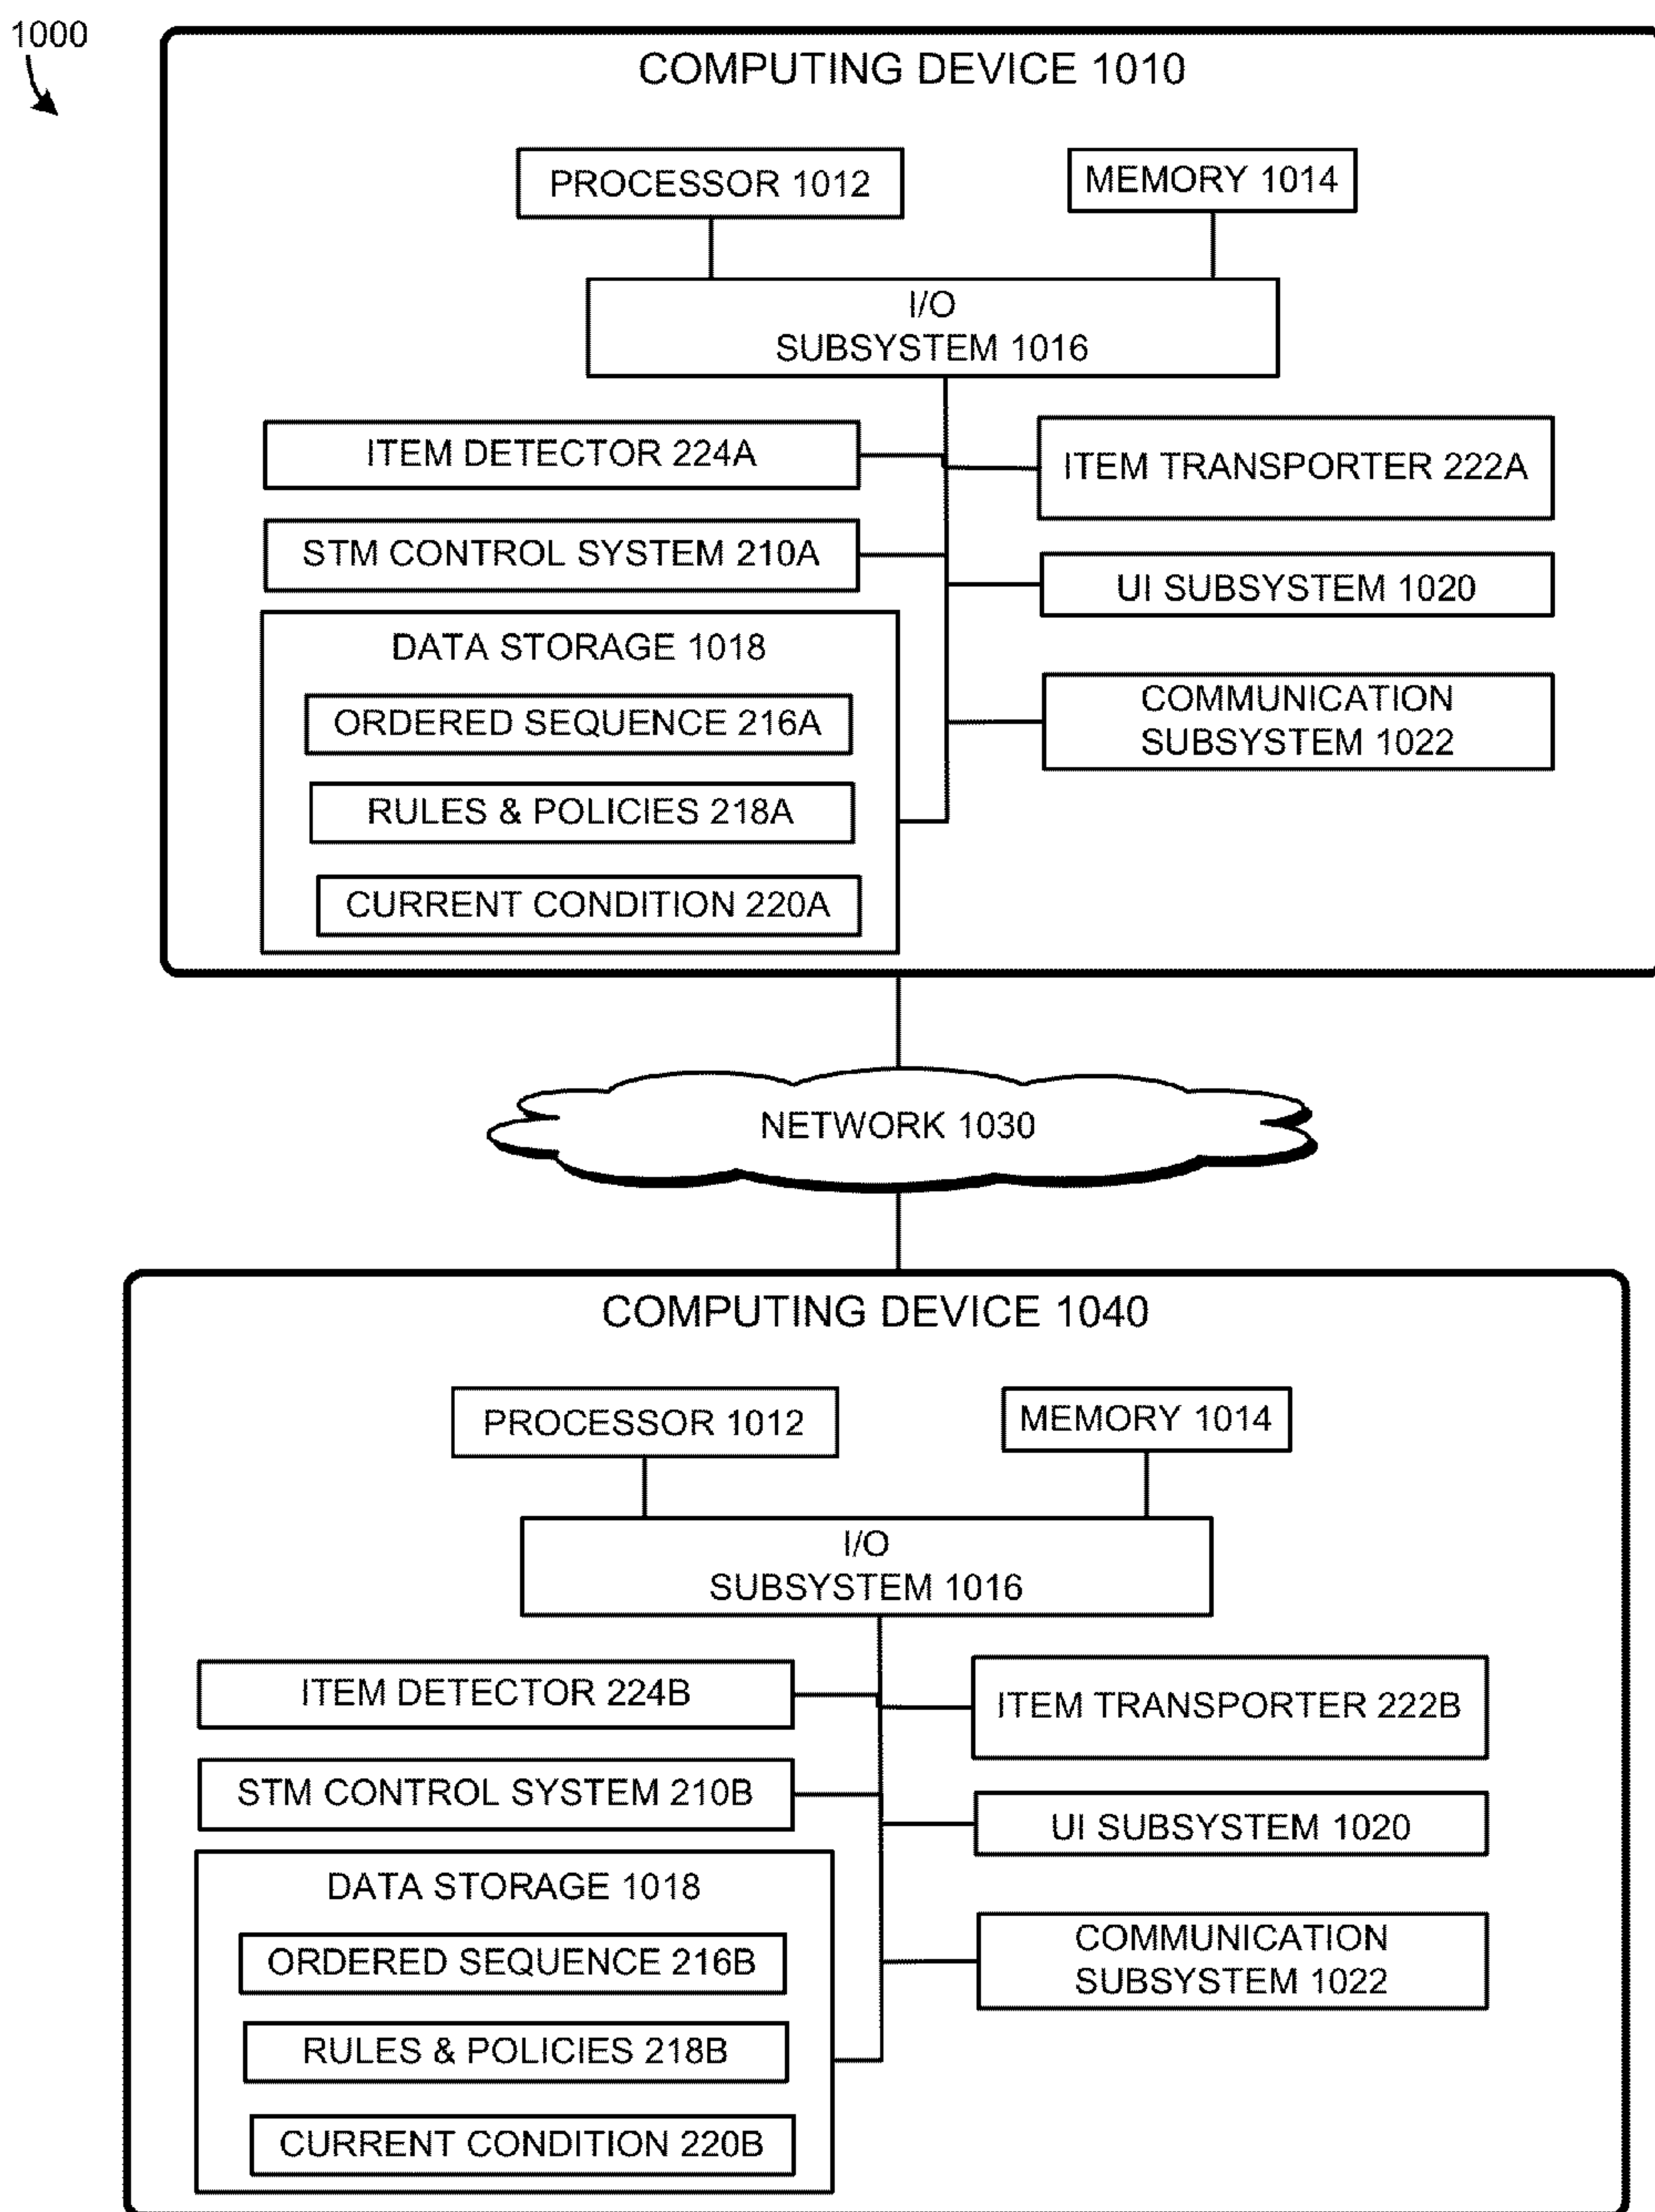 1000
COMPUTING DEVICE 1010
PROCESSOR 1012
MEMORY 1014
I/O
SUBSYSTEM 1016
ITEM DETECTOR 224A
ITEM TRANSPORTER 222A
STM CONTROL SYSTEM 210A
UI SUBSYSTEM 1020
DATA STORAGE 1018
ORDERED SEQUENCE 216A
RULES & POLICIES 218A
CURRENT CONDITION 220A
COMMUNICATION
SUBSYSTEM 1022
NETWORK 1030
COMPUTING DEVICE 1040
PROCESSOR 1012
MEMORY 1014
I/O
SUBSYSTEM 1016
ITEM DETECTOR 224B
ITEM TRANSPORTER 222B
STM CONTROL SYSTEM 210B
UI SUBSYSTEM 1020
DATA STORAGE 1018
ORDERED SEQUENCE 216B
RULES & POLICIES 218B
CURRENT CONDITION 220B
COMMUNICATION
SUBSYSTEM 1022